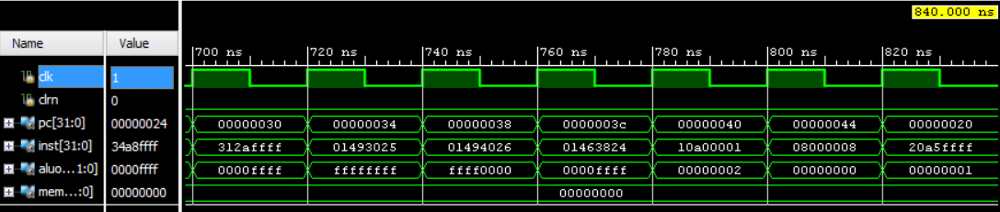 840.000 ns
Name Value
700 ns 720 ns 740 ns 760 ns 780 ns 800 ns 820 ns
clk 1
clrn 0
pc[31:0] 00000024 00000030 00000034 00000038 0000003c 00000040 00000044 00000020
inst[31:0] 34a8ffff 312affff 01493025 01494026 01463824 10a00001 08000008 20a5ffff
aluo...1:0] 0000ffff 0000ffff ffffffff ffff0000 0000ffff 00000002 00000000 00000001
mem...:0] 00000000 00000000